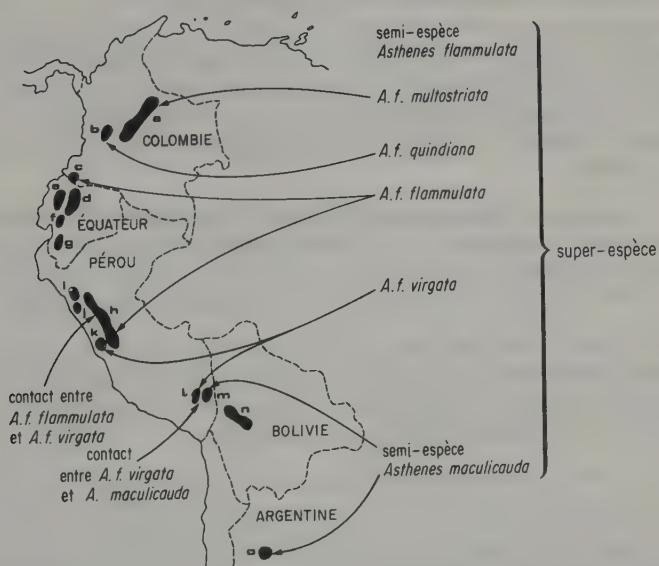 semi-espèce
Asthenes flammulata
A.f. multostriata
a
b
COLOMBIE
A.f. quindiana
c
e
d
A.f. flammulata
f
ÉQUATEUR
g
PÉROU
super-espèce
i
h
j
A.f. virgata
k
contact entre
A.f. flammulata
et A.f. virgata
l
m
n
BOLIVIE
contact
entre A.f. virgata
et A. maculicauda
semi-espèce
Asthenes maculicauda
ARGENTINE
o